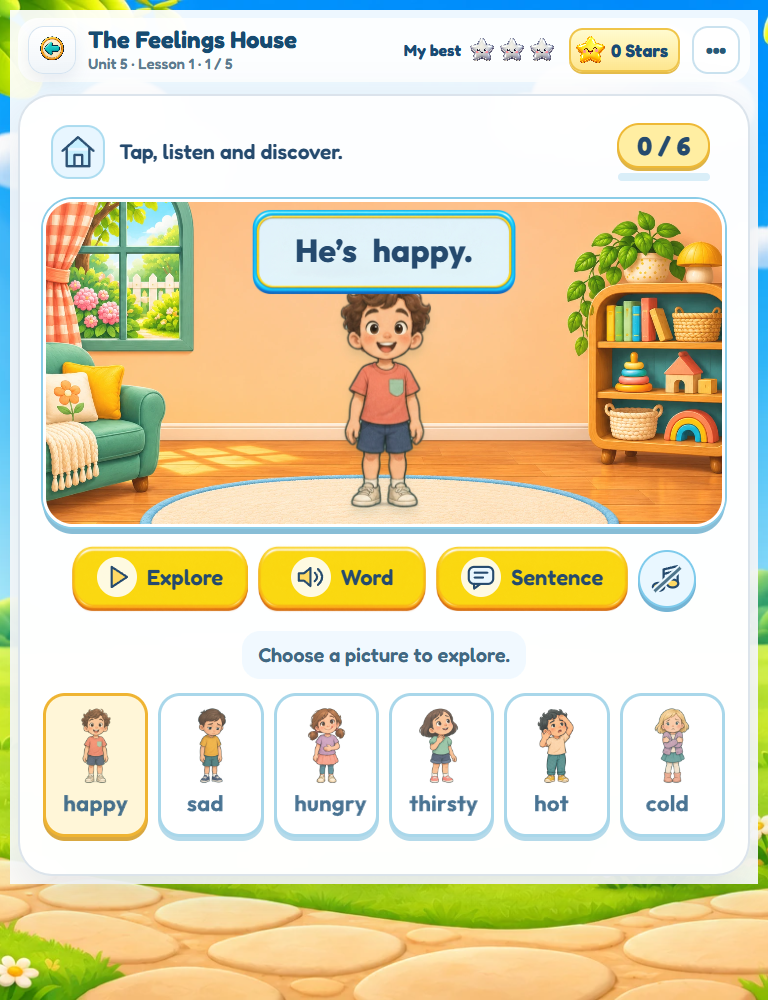 The Feelings House
Unit 5 · Lesson 1 · 1 / 5
My best
0 Stars
Tap, listen and discover.
0 / 6
He’s happy.
Explore
Word
Sentence
Choose a picture to explore.
happy
sad
hungry
thirsty
hot
cold